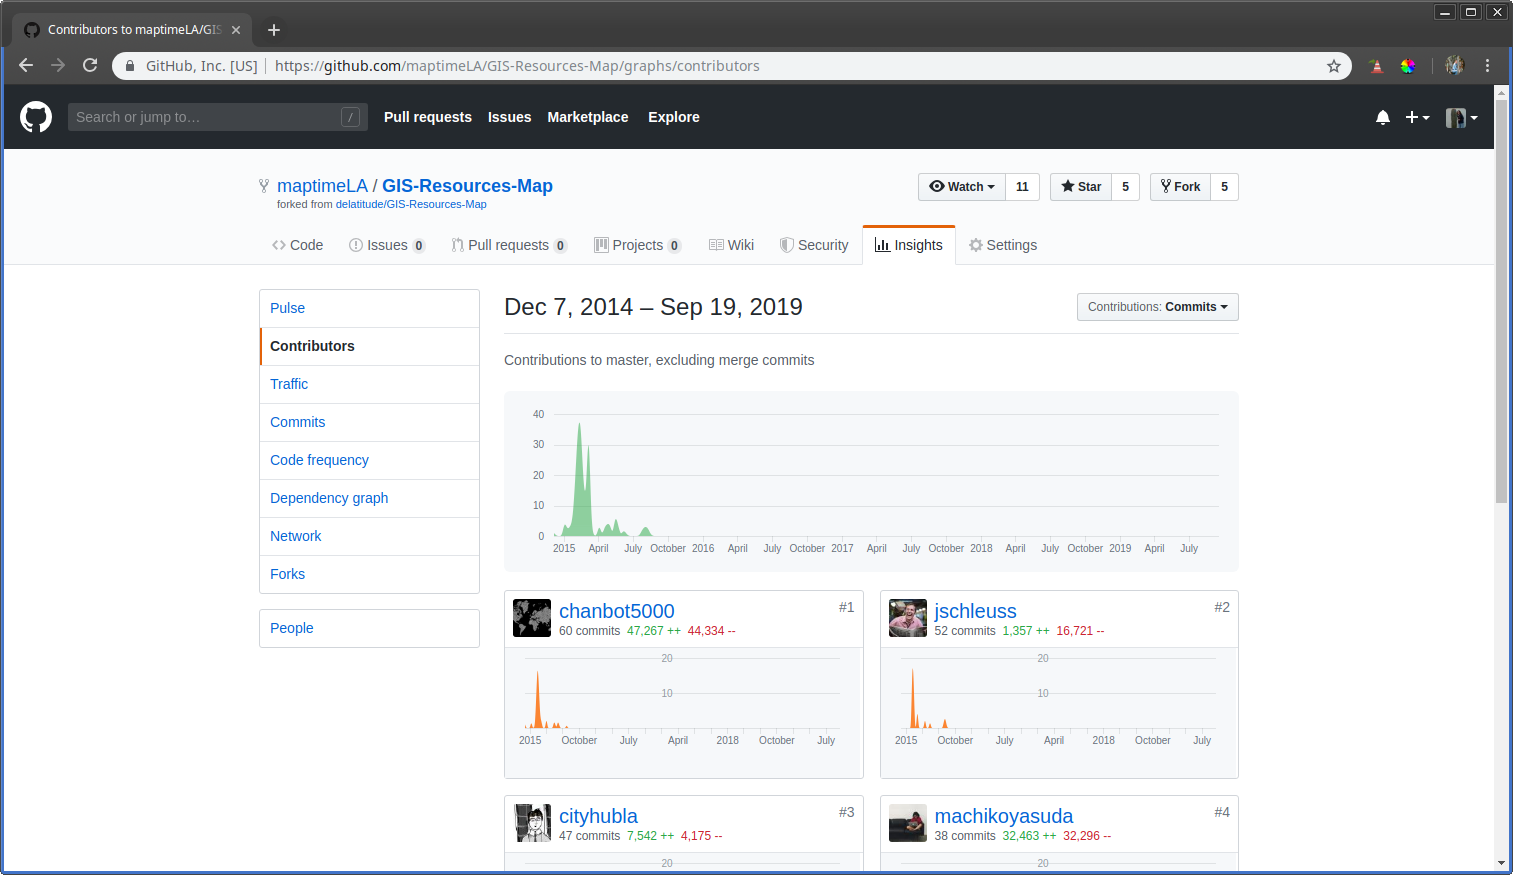 Contributors to maptimeLA/GIS
GitHub, Inc. [US] https://github.com/maptimeLA/GIS-Resources-Map/graphs/contributors
Search or jump to… / Pull requests Issues Marketplace Explore
maptimeLA / GIS-Resources-Map Watch 11 Star 5 Fork 5
forked from delatitude/GIS-Resources-Map
Code Issues 0 Pull requests 0 Projects 0 Wiki Security Insights Settings
Pulse
Contributors
Traffic
Commits
Code frequency
Dependency graph
Network
Forks
People
Dec 7, 2014 – Sep 19, 2019 Contributions: Commits
Contributions to master, excluding merge commits
40
30
20
10
0
2015 April July October 2016 April July October 2017 April July October 2018 April July October 2019 April July
chanbot5000 #1
60 commits 47,267 ++ 44,334 --
20
10
2015 October July April 2018 October July
jschleuss #2
52 commits 1,357 ++ 16,721 --
20
10
2015 October July April 2018 October July
cityhubla #3
47 commits 7,542 ++ 4,175 --
20
machikoyasuda #4
38 commits 32,463 ++ 32,296 --
20